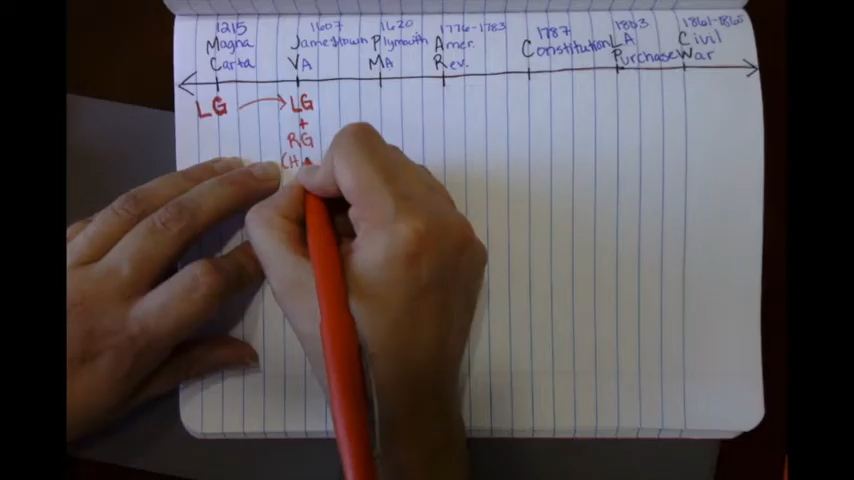 1215
Magna
Carta
1607
Jamestown
VA
1620
Plymouth
MA
1776-1783
Amer.
Rev.
1787
Constitution
1803
LA
Purchase
1861-1865
Civil
War
LG → LG
+
RG
(H